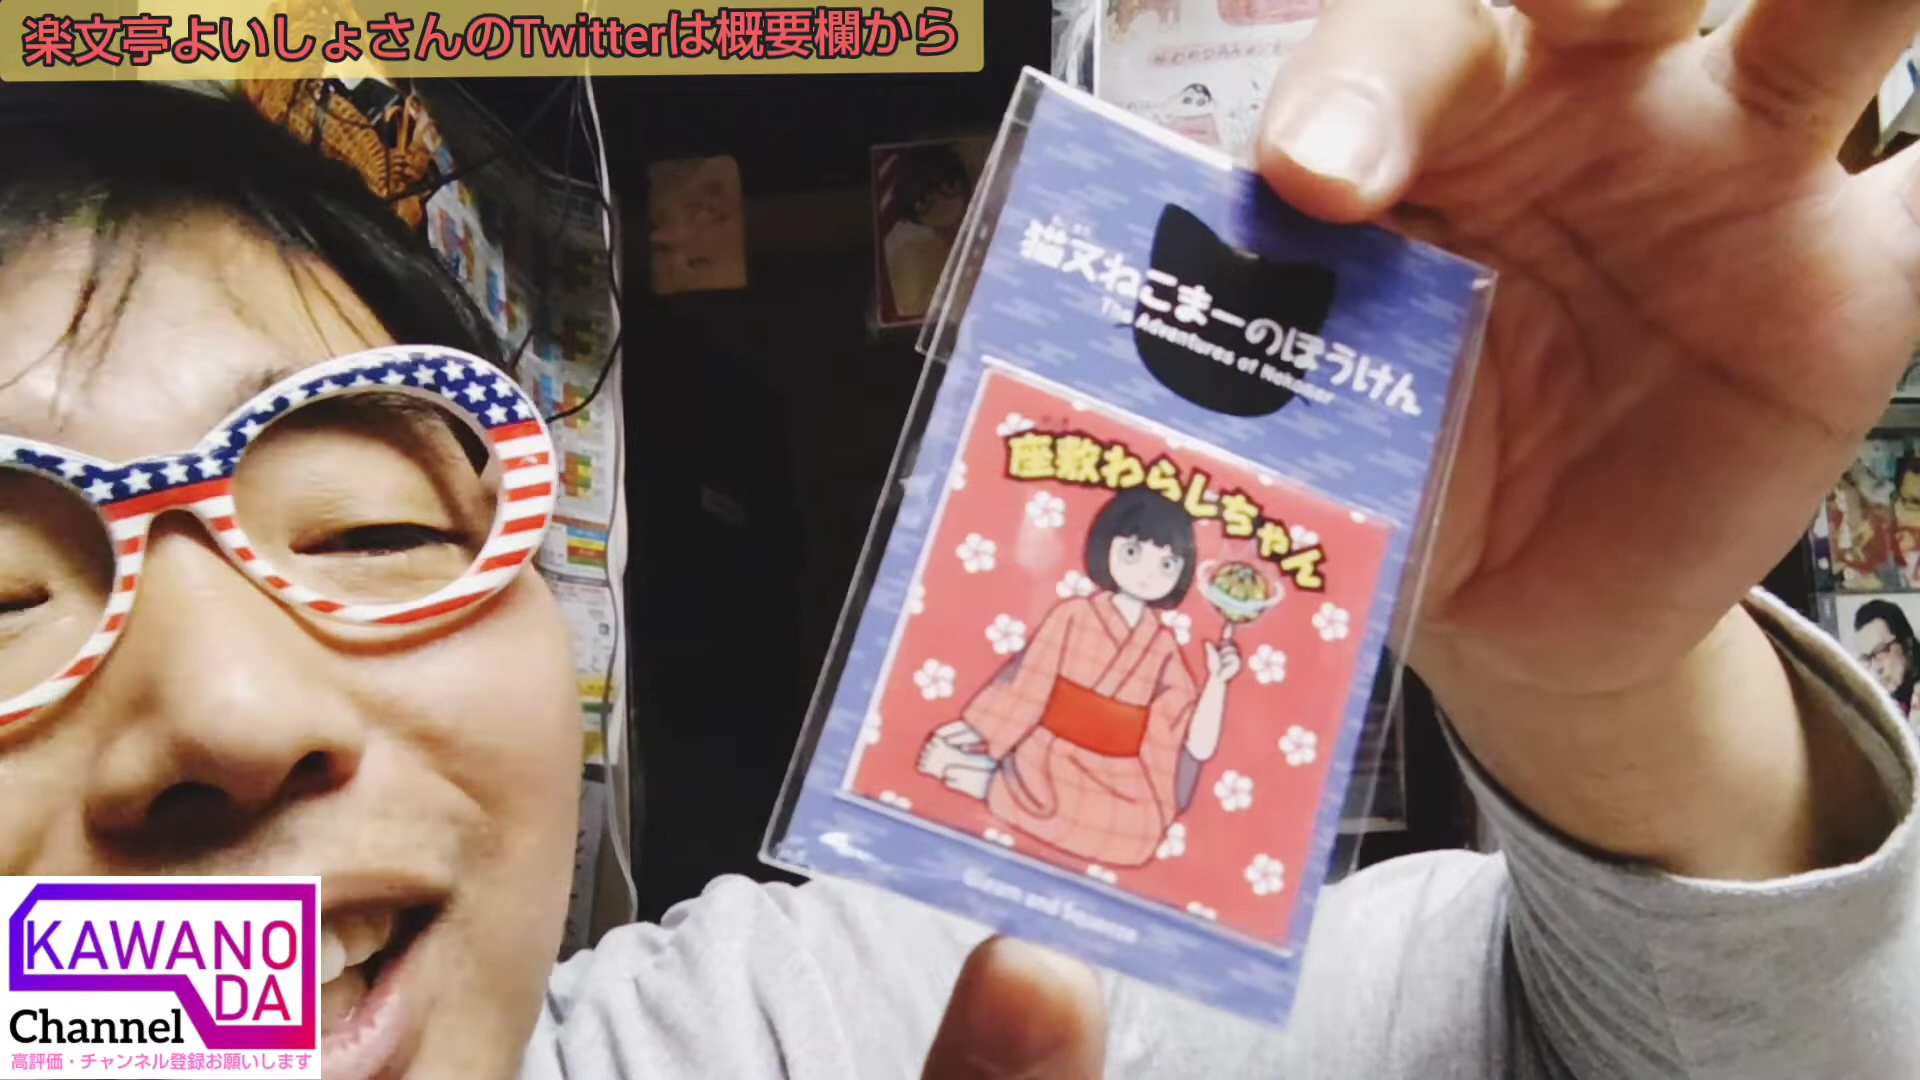 楽文亭よいしょさんのTwitterは概要欄から
猫又ねこまーのぼうけん
The Adventures of
座敷わらしちゃん
KAWANO
DA
Channel
高評価・チャンネル登録お願いします